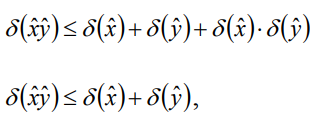 δ(x̂ŷ) ≤ δ(x̂) + δ(ŷ) + δ(x̂)·δ(ŷ)
δ(x̂ŷ) ≤ δ(x̂) + δ(ŷ),